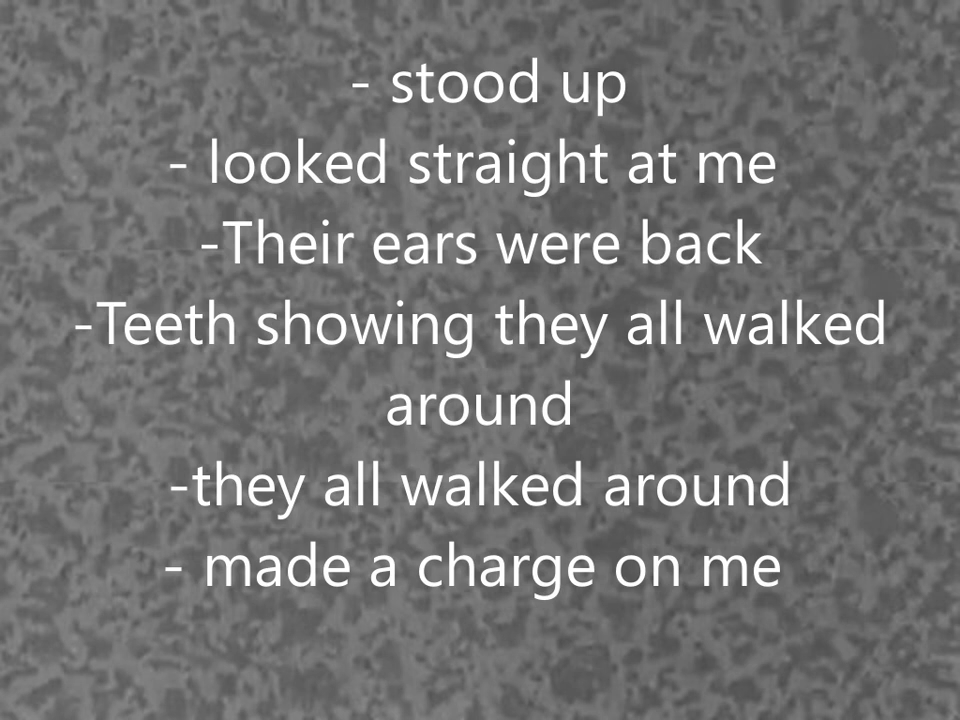 - stood up
- looked straight at me
-Their ears were back
-Teeth showing they all walked
around
-they all walked around
- made a charge on me